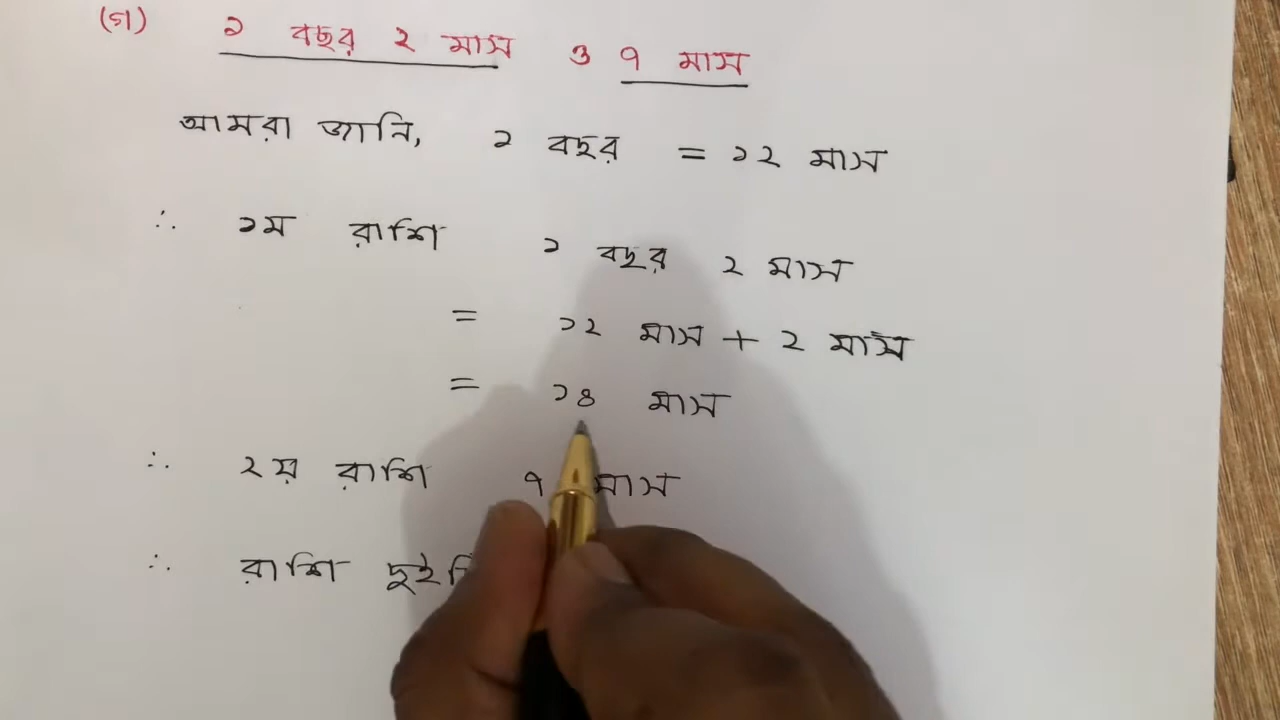 (গ) ১ বছর ২ মাস ও ৭ মাস
আমরা জানি, ১ বছর = ১২ মাস
∴ ১ম রাশি ১ বছর ২ মাস
= ১২ মাস + ২ মাস
= ১৪ মাস
∴ ২য় রাশি ৭ মাস
∴ রাশি